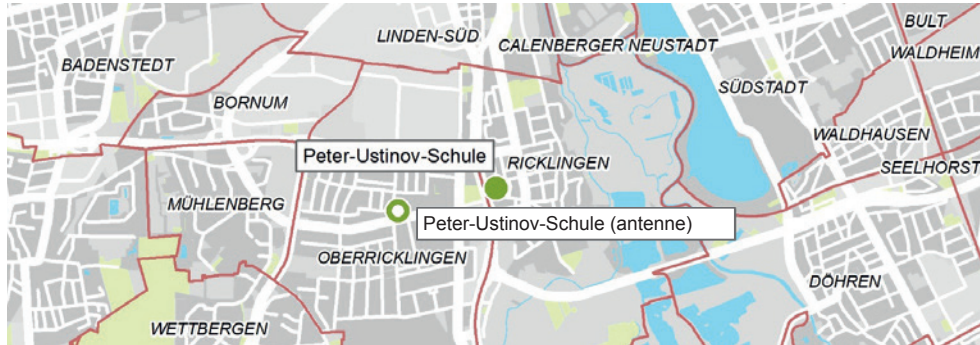 LINDEN-SÜD
BULT
CALENBERGER NEUSTADT
WALDHEIM
BADENSTEDT
SÜDSTADT
BORNUM
WALDHAUSEN
Peter-Ustinov-Schule
RICKLINGEN
SEELHORST
MÜHLENBERG
Peter-Ustinov-Schule (antenne)
OBERRICKLINGEN
DÖHREN
WETTBERGEN